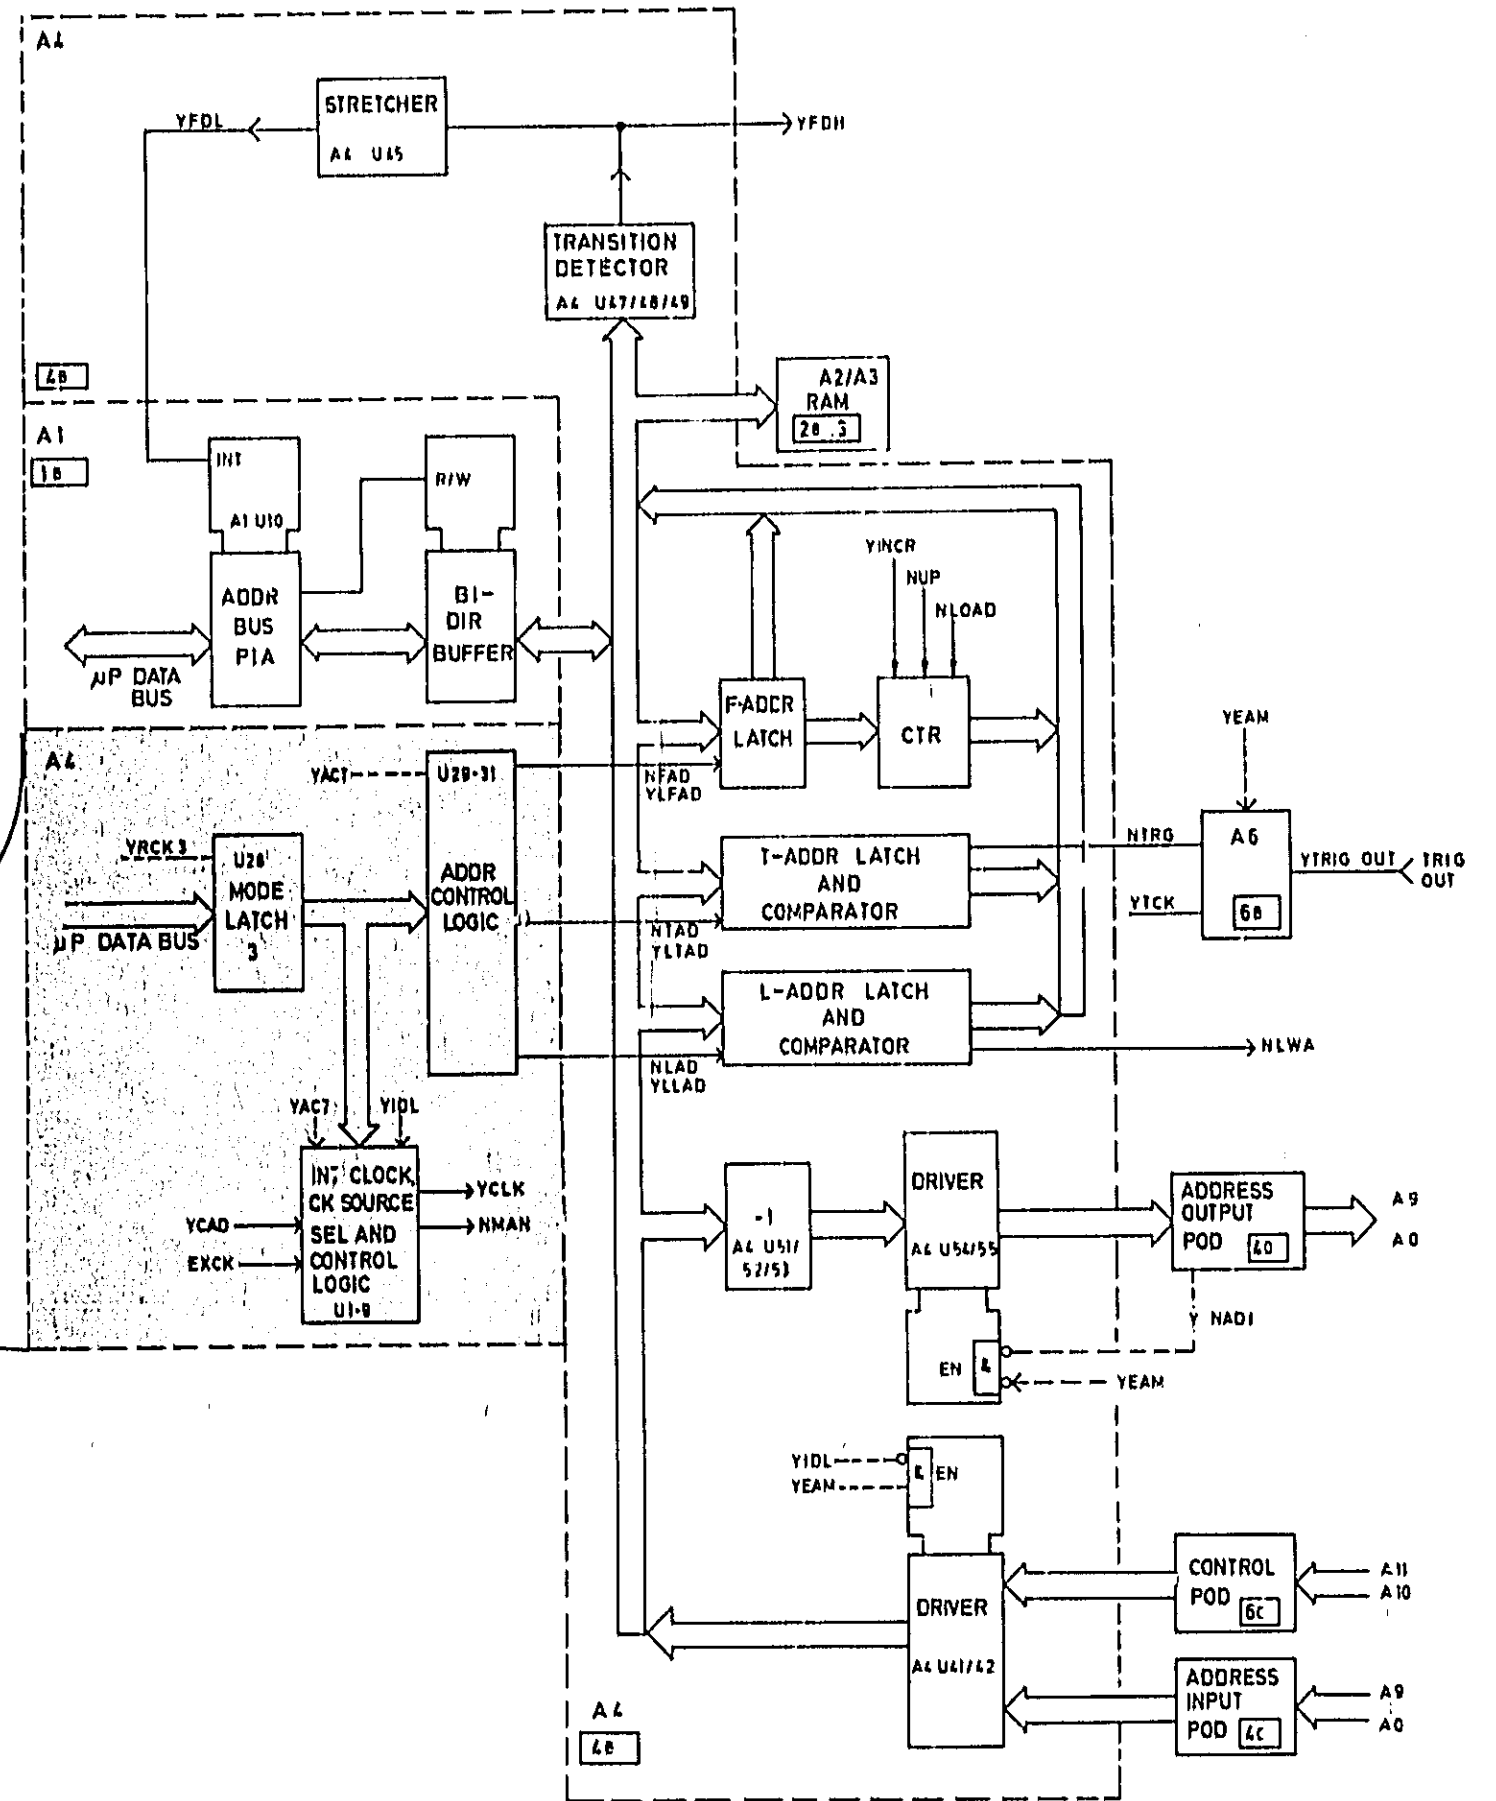 A4
STRETCHER
A4 U45
YFDL
YFDH
TRANSITION
DETECTOR
A4 U47/48/49
4B
A2/A3
RAM
2B .3
A1
1B
INT
A1 U10
R/W
ADDR
BUS
PIA
BI-
DIR
BUFFER
µP DATA
BUS
YINCR
NUP
NLOAD
F-ADDR
LATCH
CTR
NFAD
YLFAD
A4
YACT
U29-31
ADDR
CONTROL
LOGIC
YRCK3
U28
MODE
LATCH
3
µP DATA BUS
T-ADDR LATCH
AND
COMPARATOR
NTAD
YLTAD
L-ADDR LATCH
AND
COMPARATOR
NLAD
YLLAD
NLWA
YEAM
NTRG
A6
6B
YTCK
YTRIG OUT
TRIG
OUT
YACT
YIDL
INT, CLOCK,
CK SOURCE
SEL AND
CONTROL
LOGIC
U1-9
YCAD
EXCK
YCLK
NMAN
-1
A4 U51/
52/53
DRIVER
A4 U54/55
EN &
ADDRESS
OUTPUT
POD 4D
A9
A0
NADI
YEAM
YIDL
YEAM
& EN
DRIVER
A4 U41/42
CONTROL
POD
6C
A11
A10
ADDRESS
INPUT
POD 4C
A9
A0
A4
4B